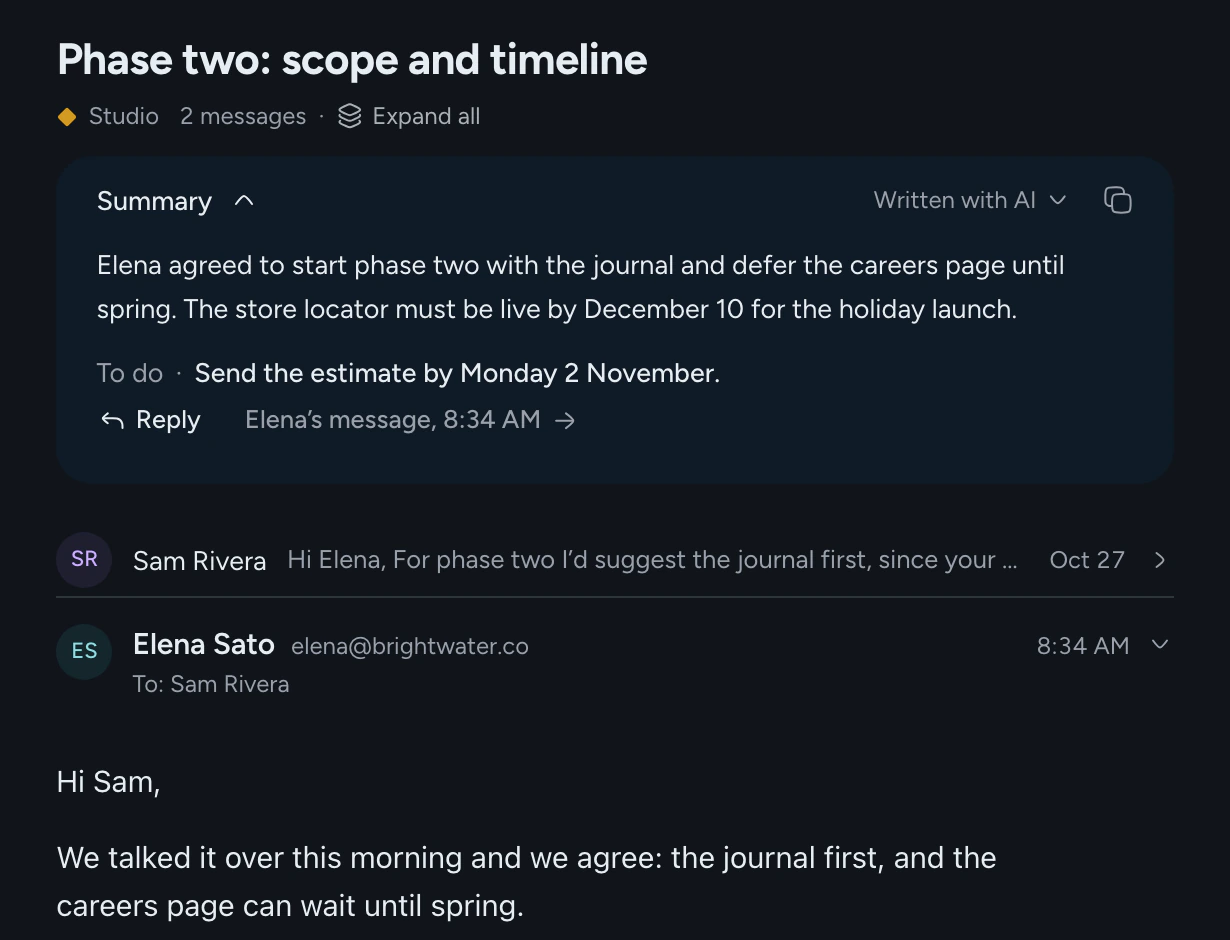 Phase two: scope and timeline
Studio 2 messages · Expand all
Summary
Written with AI
Elena agreed to start phase two with the journal and defer the careers page until
spring. The store locator must be live by December 10 for the holiday launch.
To do · Send the estimate by Monday 2 November.
Reply Elena’s message, 8:34 AM →
SR Sam Rivera Hi Elena, For phase two I’d suggest the journal first, since your ... Oct 27
ES Elena Sato elena@brightwater.co 8:34 AM
To: Sam Rivera
Hi Sam,
We talked it over this morning and we agree: the journal first, and the
careers page can wait until spring.